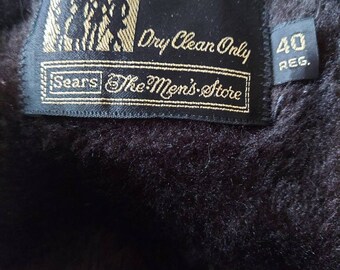 Dry Clean Only
40
REG.
Sears The Men's Store